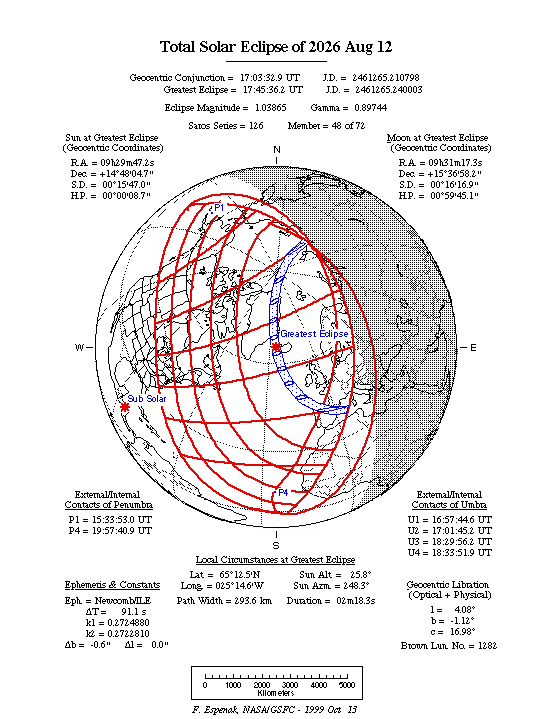 Total Solar Eclipse of 2026 Aug 12
Geocentric Conjunction = 17:03:32.9 UT J.D. = 2461265.210798
Greatest Eclipse = 17:45:36.2 UT J.D. = 2461265.240003
Eclipse Magnitude = 1.03865 Gamma = 0.89744
Saros Series = 126 Member = 48 of 72
Sun at Greatest Eclipse
(Geocentric Coordinates)
R.A. = 09h29m47.2s
Dec. = +14°48'04.7"
S.D. = 00°15'47.0"
H.P. = 00°00'08.7"
Moon at Greatest Eclipse
(Geocentric Coordinates)
R.A. = 09h31m17.3s
Dec. = +15°36'58.2"
S.D. = 00°16'16.9"
H.P. = 00°59'45.1"
N
P1
Greatest Eclipse
W
E
Sub Solar
P4
S
External/Internal
Contacts of Penumbra
P1 = 15:33:53.0 UT
P4 = 19:57:40.9 UT
External/Internal
Contacts of Umbra
U1 = 16:57:44.6 UT
U2 = 17:01:45.2 UT
U3 = 18:29:56.2 UT
U4 = 18:33:51.9 UT
Local Circumstances at Greatest Eclipse
Lat = 65°12.5'N Sun Alt = 25.8°
Long. = 025°14.6'W Sun Azm. = 248.3°
Path Width = 293.6 km Duration = 02m18.3s
Ephemeris & Constants
Eph. = Newcomb/ILE
ΔT = 91.1 s
k1 = 0.2724880
k2 = 0.2722810
Δb = -0.6" Δl = 0.0"
Geocentric Libration
(Optical + Physical)
l = 4.08°
b = -1.12°
c = 16.98°
Brown Lun. No. = 1282
0 1000 2000 3000 4000 5000
Kilometers
F. Espenak, NASA/GSFC - 1999 Oct 13